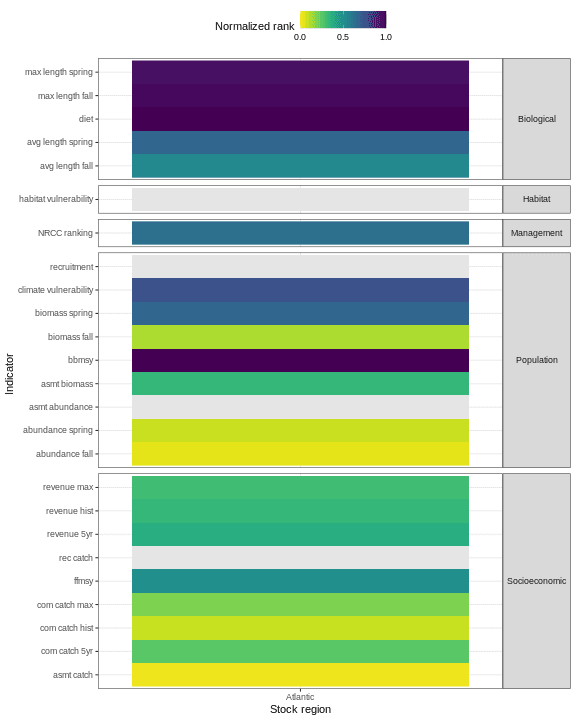 Normalized rank
0.0 0.5 1.0
max length spring
max length fall
diet
avg length spring
avg length fall
Biological
habitat vulnerability
Habitat
NRCC ranking
Management
recruitment
climate vulnerability
biomass spring
biomass fall
bbmsy
asmt biomass
asmt abundance
abundance spring
abundance fall
Population
revenue max
revenue hist
revenue 5yr
rec catch
ffmsy
com catch max
com catch hist
com catch 5yr
asmt catch
Socioeconomic
Indicator
Atlantic
Stock region